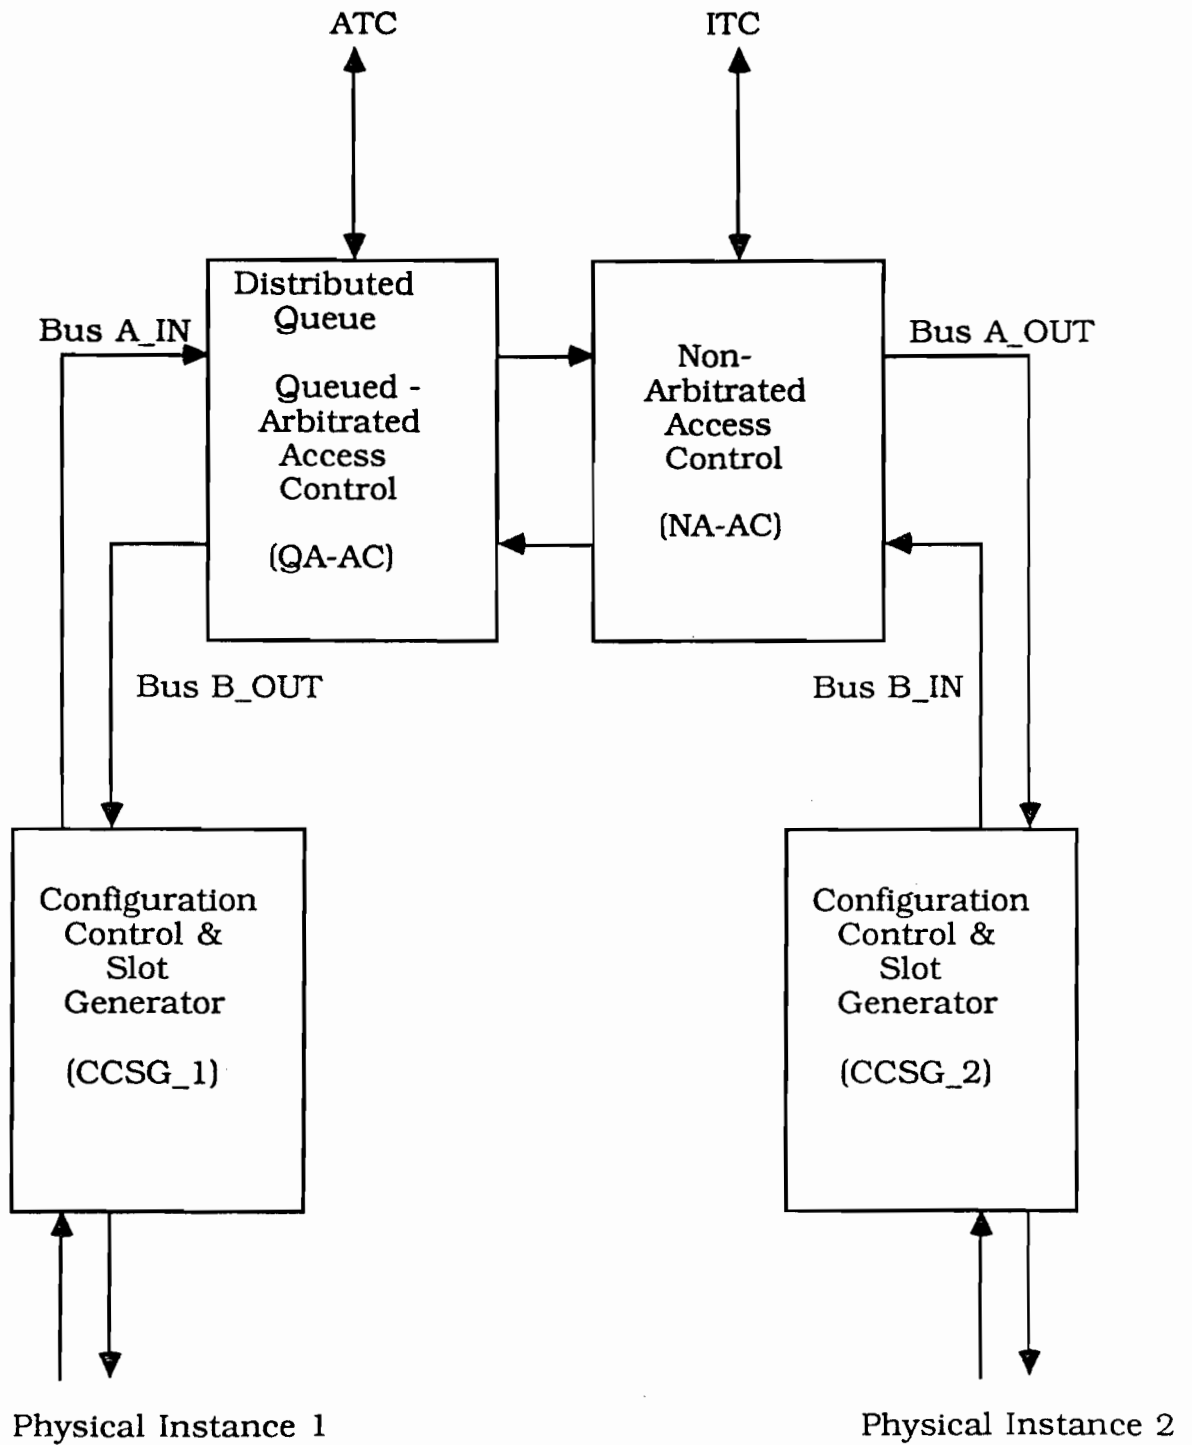 ATC
ITC
Bus A_IN
Distributed
Queue
Queued -
Arbitrated
Access
Control
(QA-AC)
Non-
Arbitrated
Access
Control
(NA-AC)
Bus A_OUT
Bus B_OUT
Bus B_IN
Configuration
Control &
Slot
Generator
(CCSG_1)
Configuration
Control &
Slot
Generator
(CCSG_2)
Physical Instance 1
Physical Instance 2